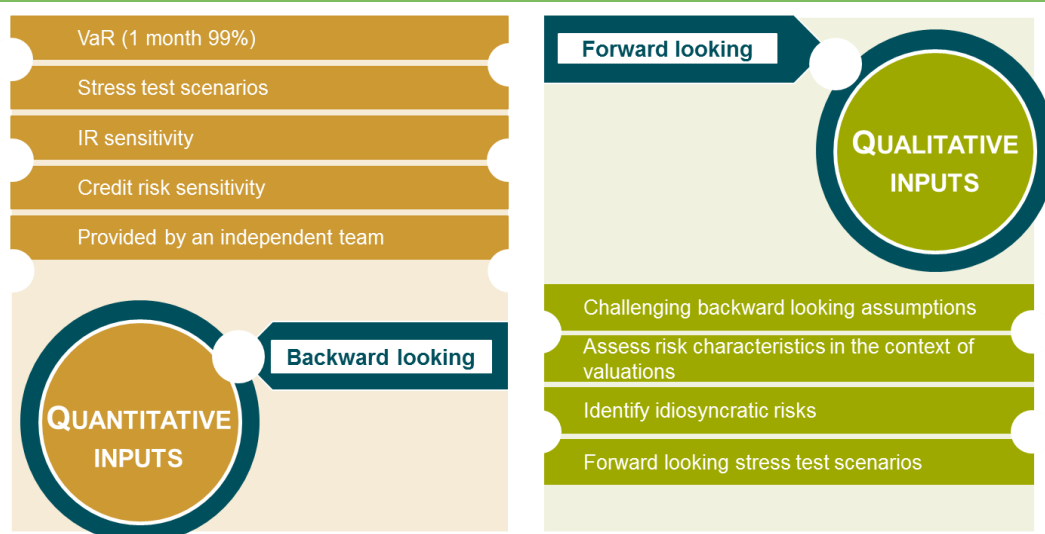 VaR (1 month 99%)
Stress test scenarios
IR sensitivity
Credit risk sensitivity
Provided by an independent team
Backward looking
QUANTITATIVE
INPUTS
Forward looking
QUALITATIVE
INPUTS
Challenging backward looking assumptions
Assess risk characteristics in the context of
valuations
Identify idiosyncratic risks
Forward looking stress test scenarios